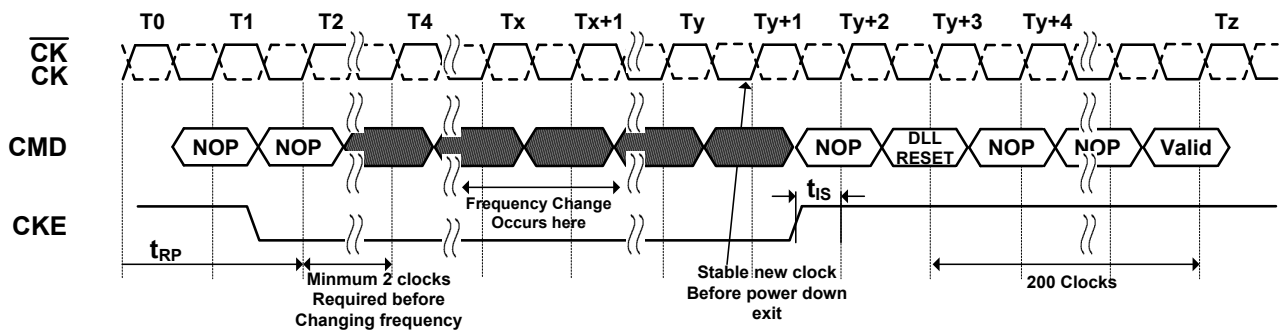 T0 T1 T2 T4 Tx Tx+1 Ty Ty+1 Ty+2 Ty+3 Ty+4 Tz
CK
CK
CMD NOP NOP NOP DLL RESET NOP NOP Valid
Frequency Change
Occurs here
tIS
CKE
tRP
Minmum 2 clocks
Required before
Changing frequency
Stable new clock
Before power down
exit
200 Clocks